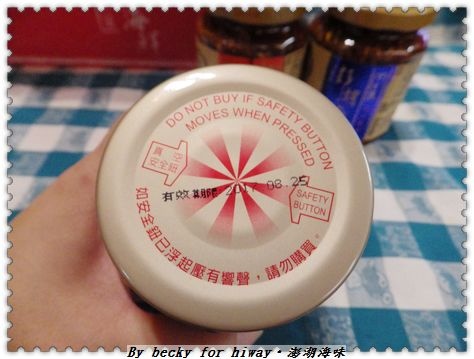 DO NOT BUY IF SAFETY BUTTON
MOVES WHEN PRESSED
真空
安全鈕
有效期限 2017 08.25
SAFETY
BUTTON
如安全鈕已浮起壓有響聲，請勿購買。
By becky for hiway·澎湖海味